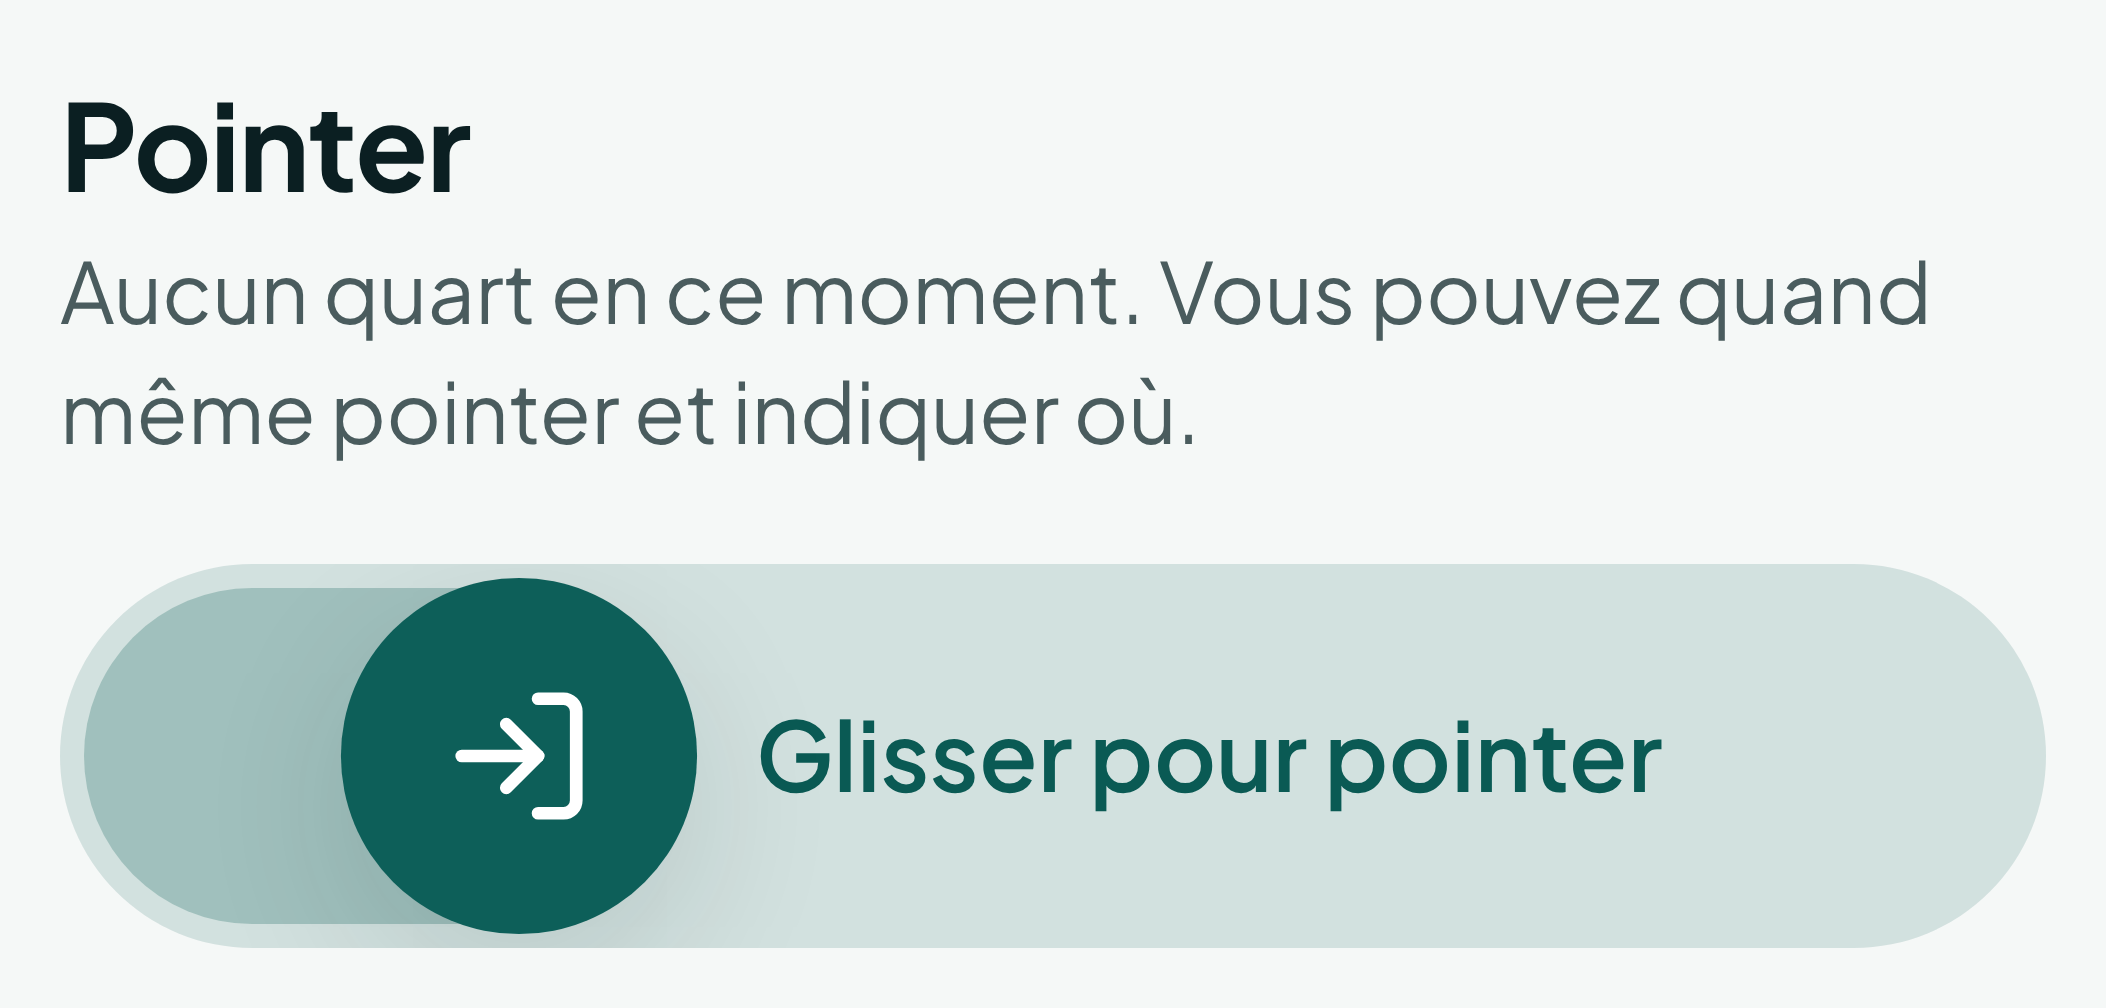 Pointer
Aucun quart en ce moment. Vous pouvez quand
même pointer et indiquer où.
Glisser pour pointer